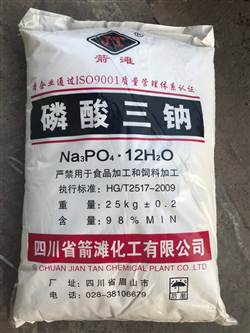 JT
箭滩
企业通过ISO9001质量管理体系认证
磷酸三钠
Na₃PO₄·12H₂O
严禁用于食品加工和饲料加工
执行标准: HG/T2517-2009
重量: 25kg±0.2
含量: 98%MIN
四川省箭滩化工有限公司
SI CHUAN JIAN TAN CHEMICAL PLANT CO.,LTD
厂址: 四川省眉山市
电话: 028-38106679